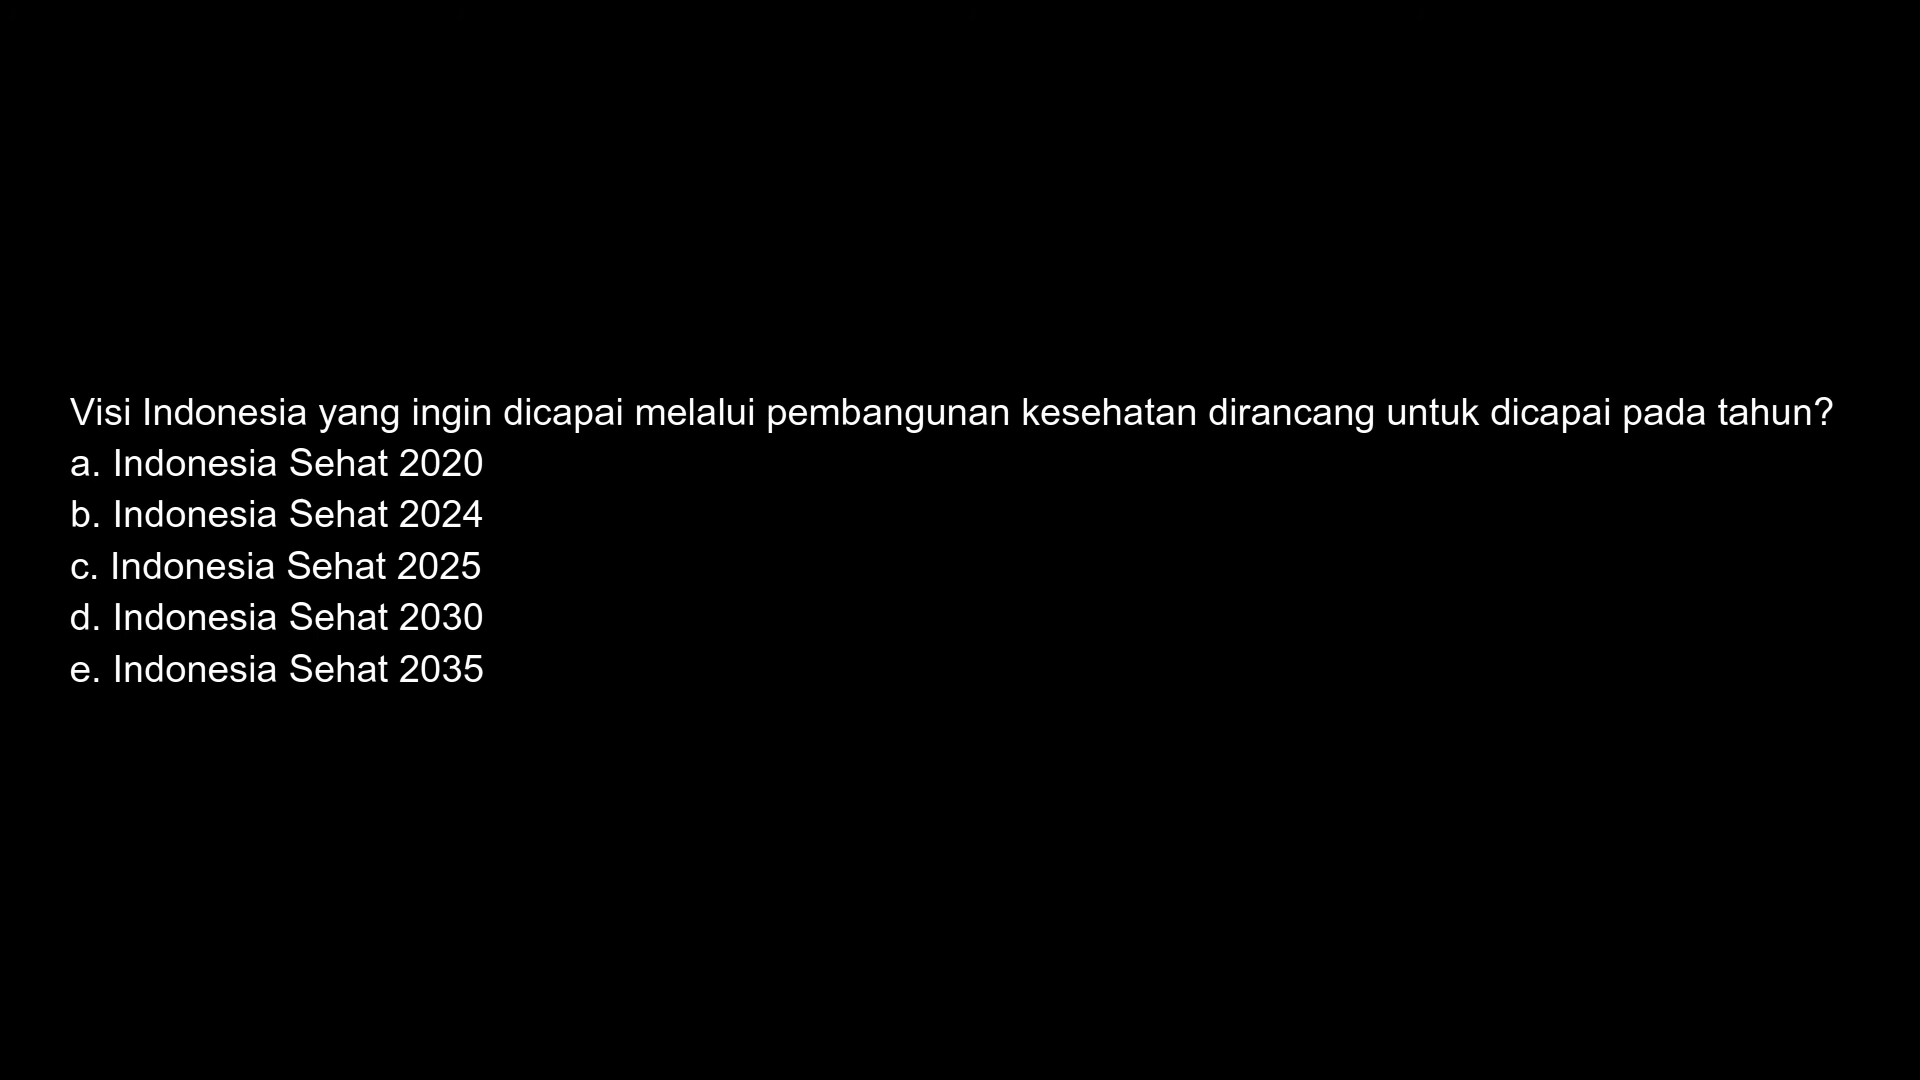 Visi Indonesia yang ingin dicapai melalui pembangunan kesehatan dirancang untuk dicapai pada tahun?
a. Indonesia Sehat 2020
b. Indonesia Sehat 2024
c. Indonesia Sehat 2025
d. Indonesia Sehat 2030
e. Indonesia Sehat 2035